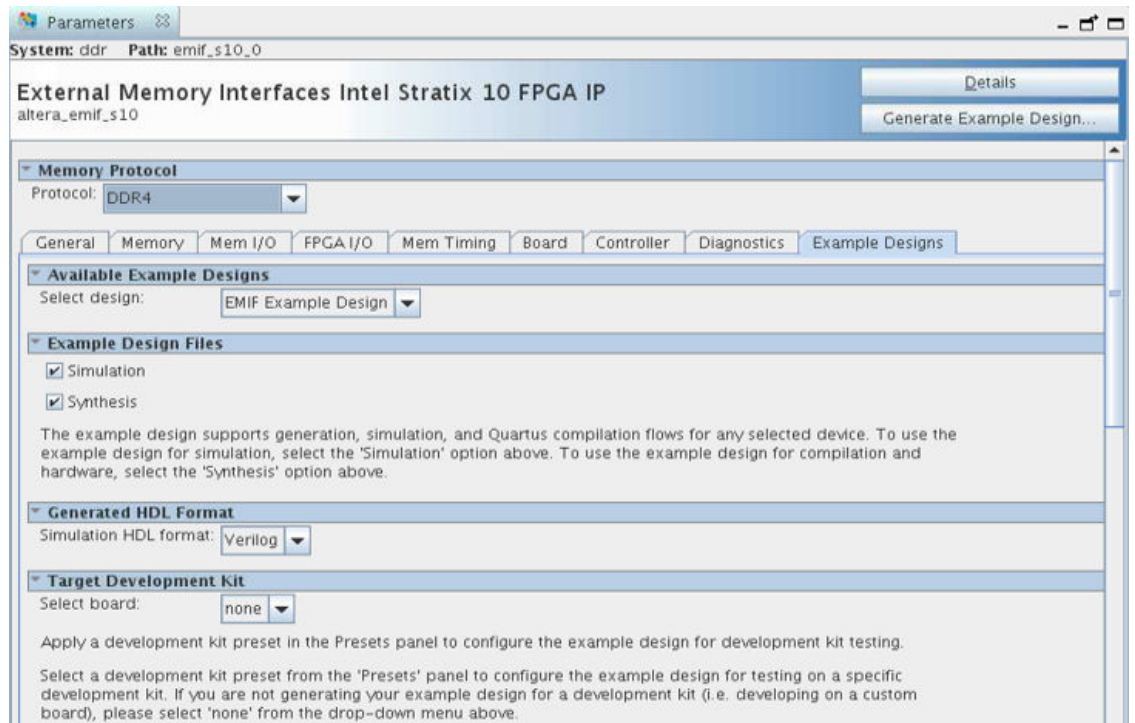 Parameters
System: ddr Path: emif_s10_0
External Memory Interfaces Intel Stratix 10 FPGA IP
altera_emif_s10
Details
Generate Example Design...
Memory Protocol
Protocol: DDR4
General Memory Mem I/O FPGA I/O Mem Timing Board Controller Diagnostics Example Designs
Available Example Designs
Select design: EMIF Example Design
Example Design Files
Simulation
Synthesis
The example design supports generation, simulation, and Quartus compilation flows for any selected device. To use the
example design for simulation, select the 'Simulation' option above. To use the example design for compilation and
hardware, select the 'Synthesis' option above.
Generated HDL Format
Simulation HDL format: Verilog
Target Development Kit
Select board: none
Apply a development kit preset in the Presets panel to configure the example design for development kit testing.
Select a development kit preset from the 'Presets' panel to configure the example design for testing on a specific
development kit. If you are not generating your example design for a development kit (i.e. developing on a custom
board), please select 'none' from the drop-down menu above.